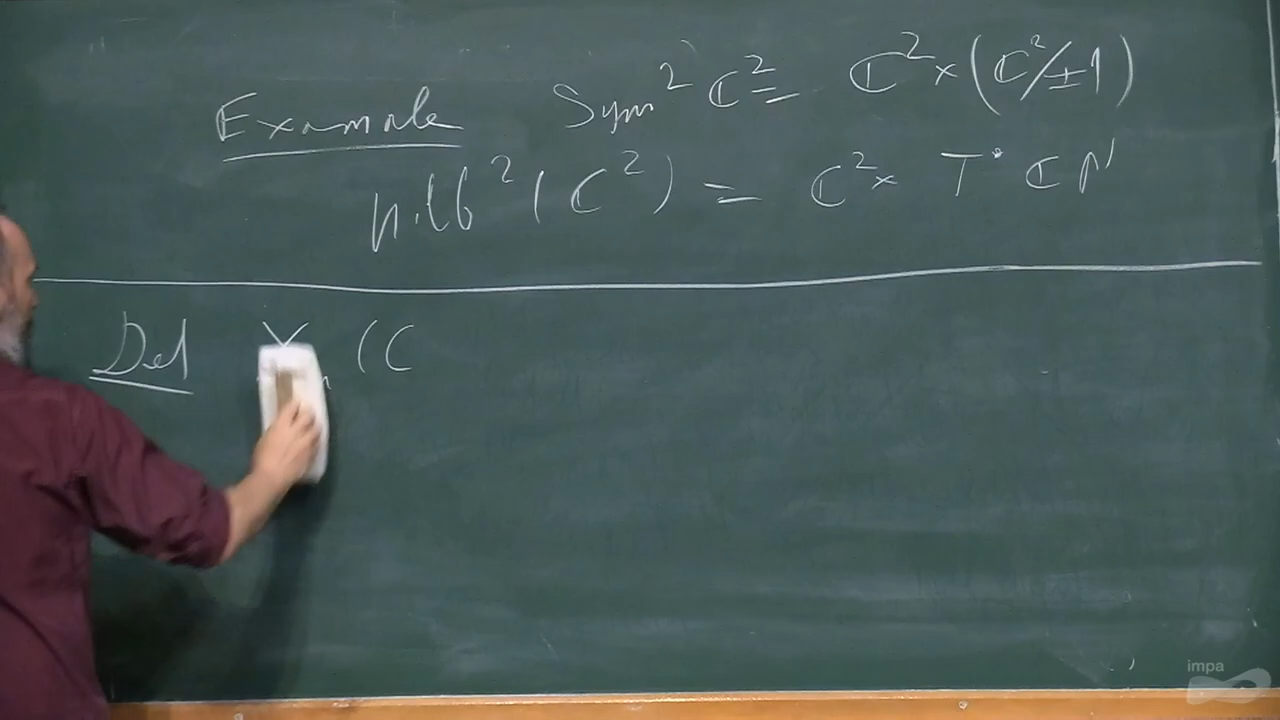 Example Sym² ℂ² = ℂ² × (ℂ²/±1)
Hilb² (ℂ²) = ℂ² × T* ℂP¹
Def (C
impa